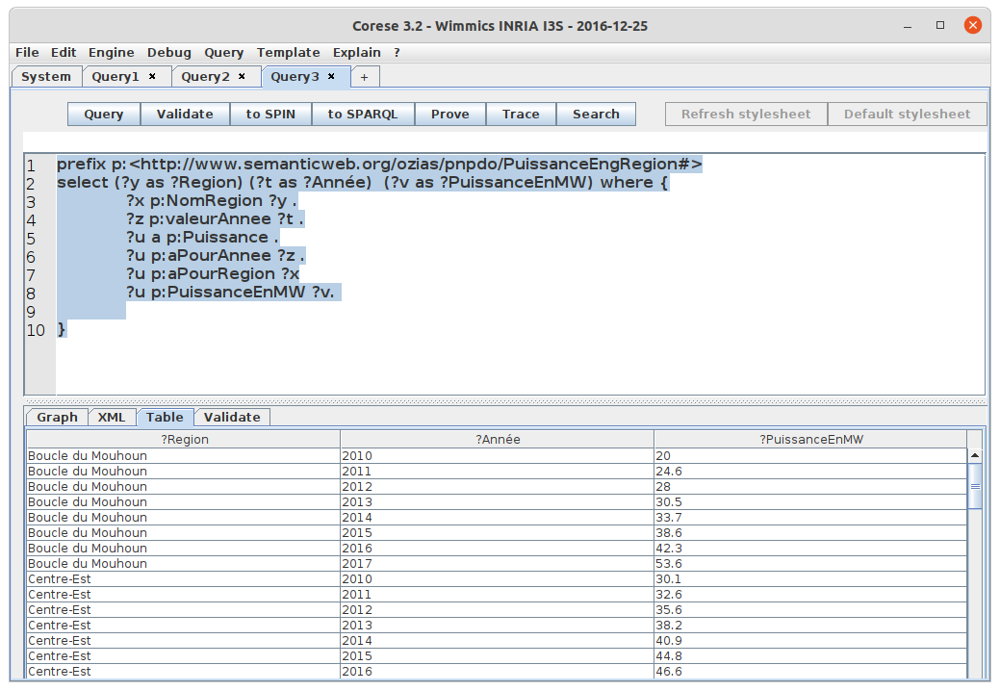 Corese 3.2 - Wimmics INRIA I3S - 2016-12-25
File Edit Engine Debug Query Template Explain ?
System Query1 × Query2 × Query3 × +
Query Validate to SPIN to SPARQL Prove Trace Search Refresh stylesheet Default stylesheet
1 prefix p:<http://www.semanticweb.org/ozias/pnpdo/PuissanceEngRegion#>
2 select (?y as ?Region) (?t as ?Année)  (?v as ?PuissanceEnMW) where {
3 ?x p:NomRegion ?y .
4 ?z p:valeurAnnee ?t .
5 ?u a p:Puissance .
6 ?u p:aPourAnnee ?z .
7 ?u p:aPourRegion ?x
8 ?u p:PuissanceEnMW ?v.
9
10 }
Graph XML Table Validate
?Region ?Année ?PuissanceEnMW
Boucle du Mouhoun 2010 20
Boucle du Mouhoun 2011 24.6
Boucle du Mouhoun 2012 28
Boucle du Mouhoun 2013 30.5
Boucle du Mouhoun 2014 33.7
Boucle du Mouhoun 2015 38.6
Boucle du Mouhoun 2016 42.3
Boucle du Mouhoun 2017 53.6
Centre-Est 2010 30.1
Centre-Est 2011 32.6
Centre-Est 2012 35.6
Centre-Est 2013 38.2
Centre-Est 2014 40.9
Centre-Est 2015 44.8
Centre-Est 2016 46.6